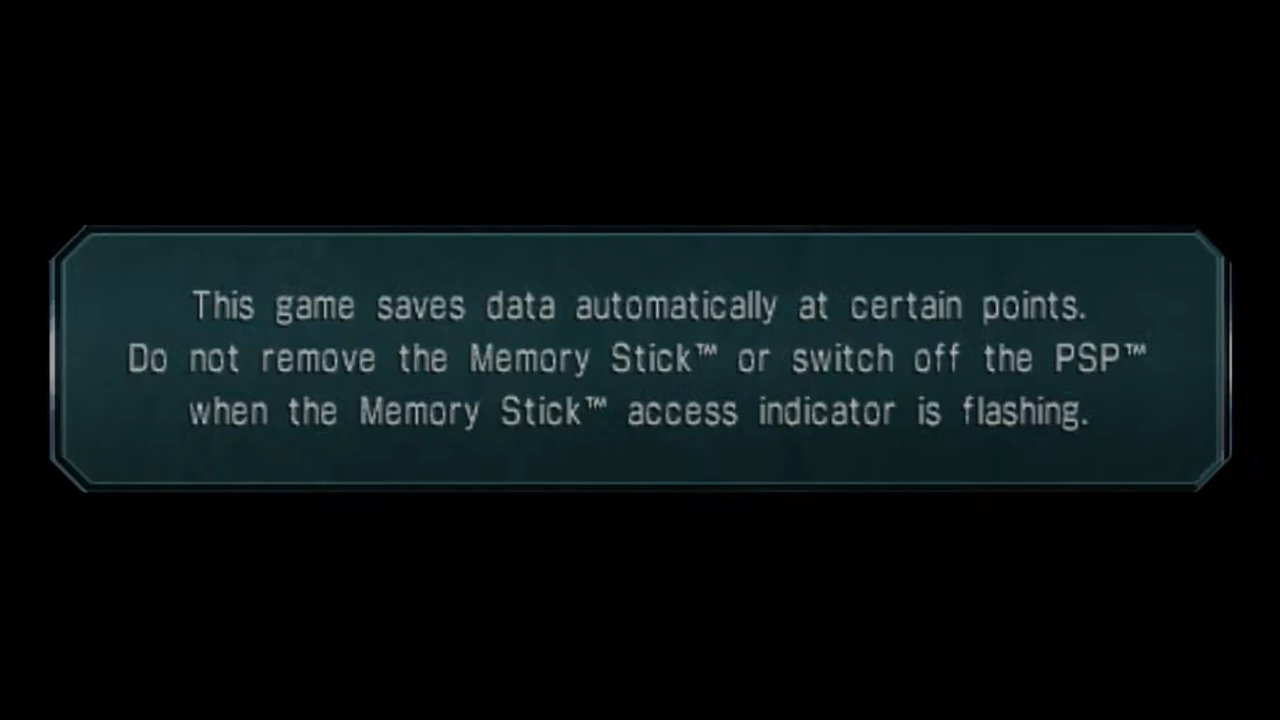 This game saves data automatically at certain points.
Do not remove the Memory Stick™ or switch off the PSP™
when the Memory Stick™ access indicator is flashing.